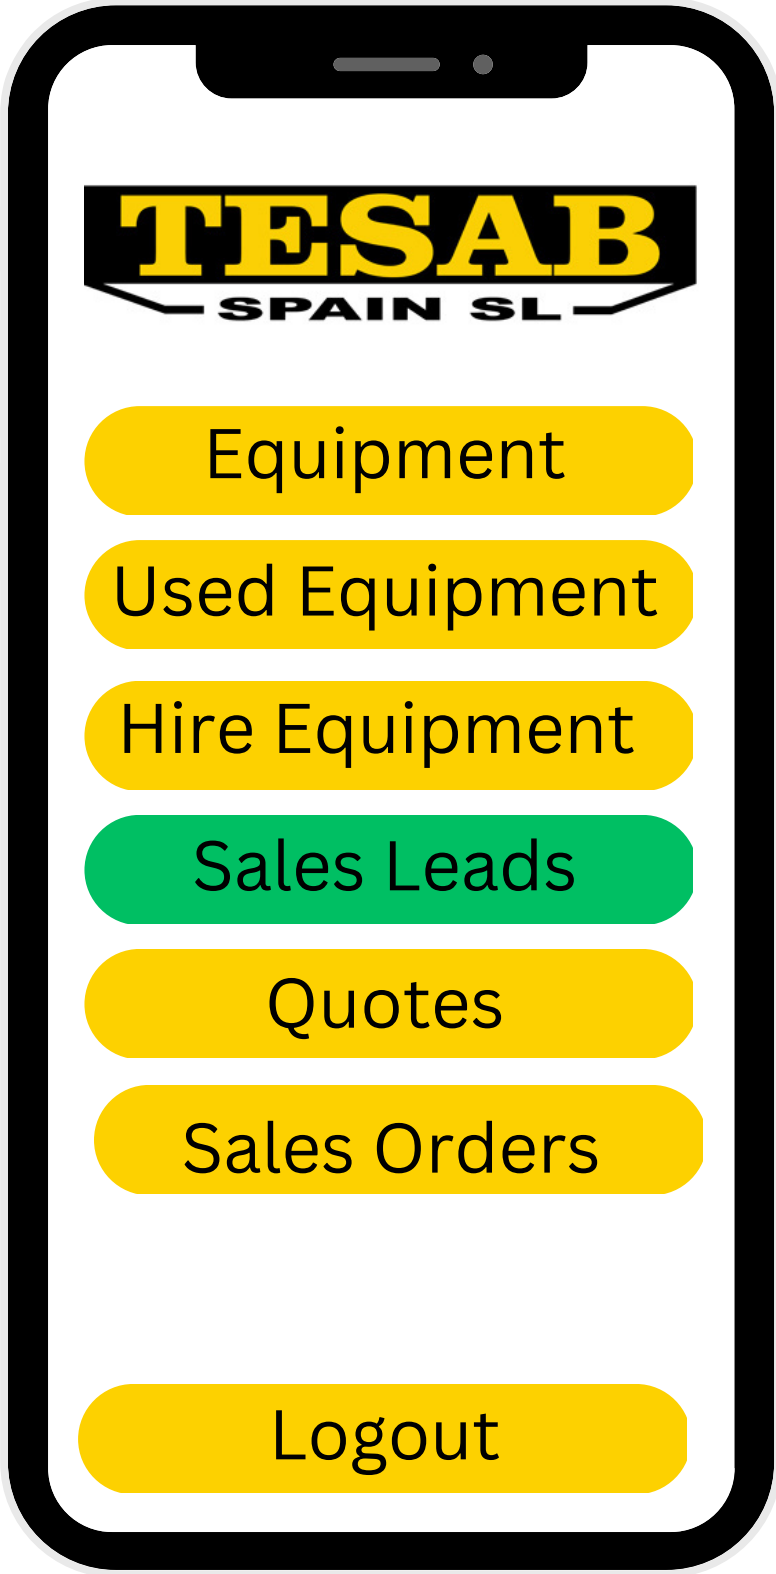 TESAB
SPAIN SL
Equipment
Used Equipment
Hire Equipment
Sales Leads
Quotes
Sales Orders
Logout